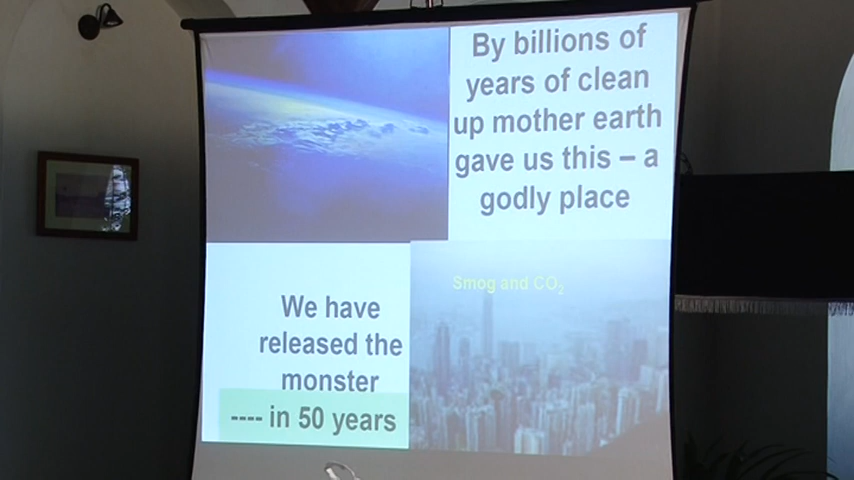 By billions of
years of clean
up mother earth
gave us this – a
godly place
Smog and CO₂
We have
released the
monster
---- in 50 years